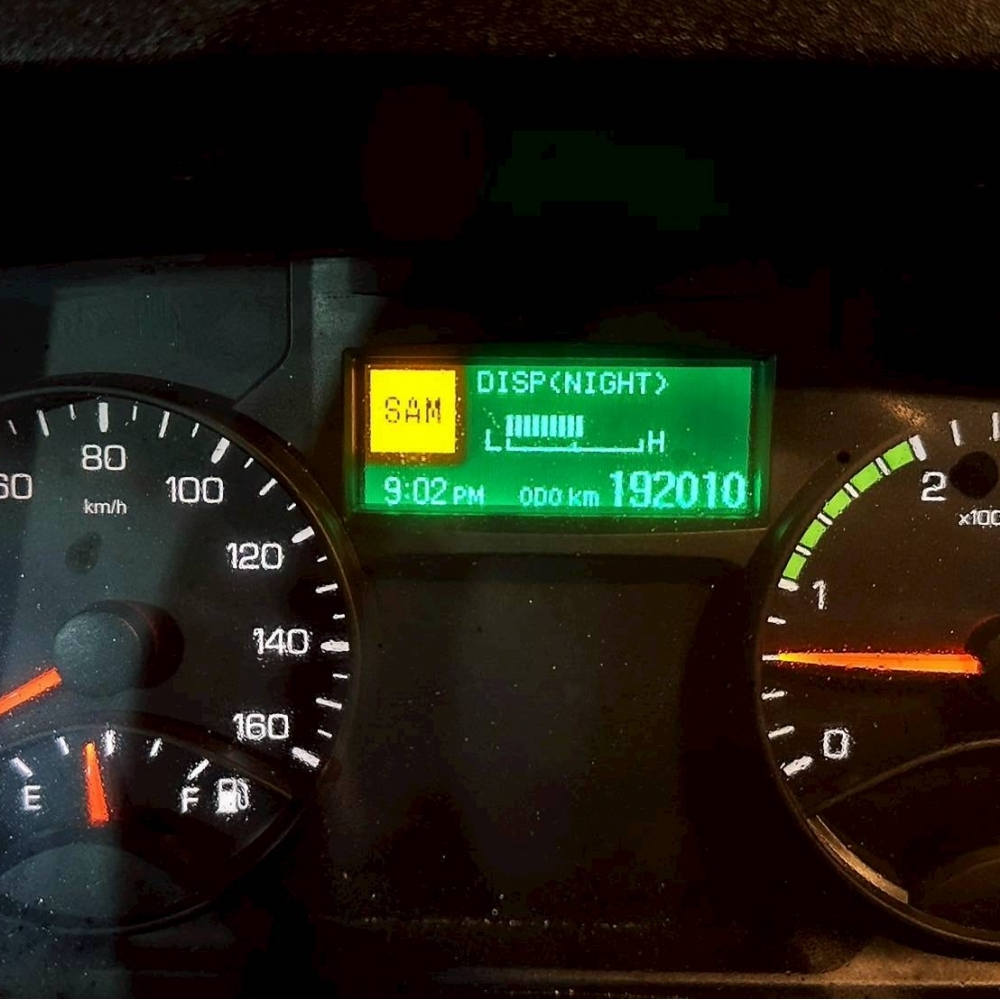 SAM
DISP(NIGHT)
L H
9:02 PM ODO km 192010
60
80
100
120
140
160
km/h
E F
2
1
0